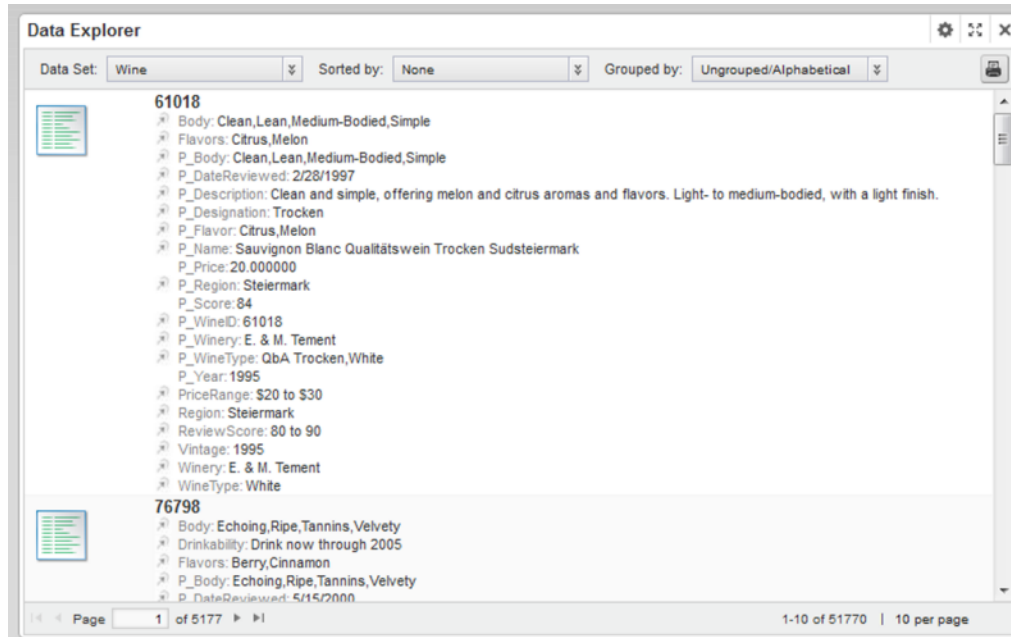 Data Explorer
Data Set: Wine Sorted by: None Grouped by: Ungrouped/Alphabetical
61018
Body: Clean,Lean,Medium-Bodied,Simple
Flavors: Citrus,Melon
P_Body: Clean,Lean,Medium-Bodied,Simple
P_DateReviewed: 2/28/1997
P_Description: Clean and simple, offering melon and citrus aromas and flavors. Light- to medium-bodied, with a light finish.
P_Designation: Trocken
P_Flavor: Citrus,Melon
P_Name: Sauvignon Blanc Qualitätswein Trocken Sudsteiermark
P_Price: 20.000000
P_Region: Steiermark
P_Score: 84
P_WineID: 61018
P_Winery: E. & M. Tement
P_WineType: QbA Trocken,White
P_Year: 1995
PriceRange: $20 to $30
Region: Steiermark
ReviewScore: 80 to 90
Vintage: 1995
Winery: E. & M. Tement
WineType: White
76798
Body: Echoing,Ripe,Tannins,Velvety
Drinkability: Drink now through 2005
Flavors: Berry,Cinnamon
P_Body: Echoing,Ripe,Tannins,Velvety
P_DateReviewed: 5/15/2000
Page 1 of 5177 1-10 of 51770 | 10 per page